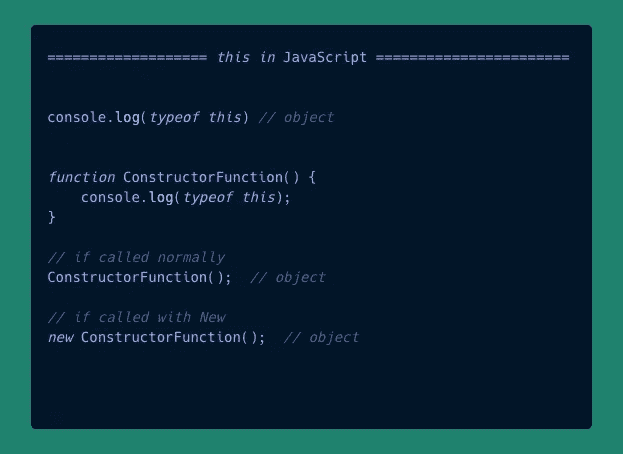 =================== this in JavaScript =======================
console.log(typeof this) // object
function ConstructorFunction() {
    console.log(typeof this);
}
// if called normally
ConstructorFunction();  // object
// if called with New
new ConstructorFunction();  // object